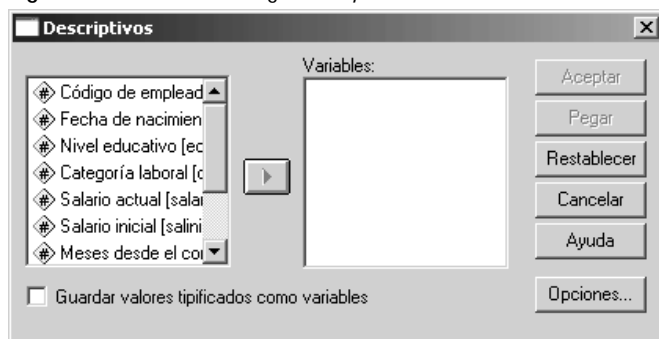 Descriptivos
Variables:
Código de emplead
Fecha de nacimien
Nivel educativo [ec
Categoría laboral [c
Salario actual [salar
Salario inicial [salini
Meses desde el cor
Guardar valores tipificados como variables
Aceptar
Pegar
Restablecer
Cancelar
Ayuda
Opciones...